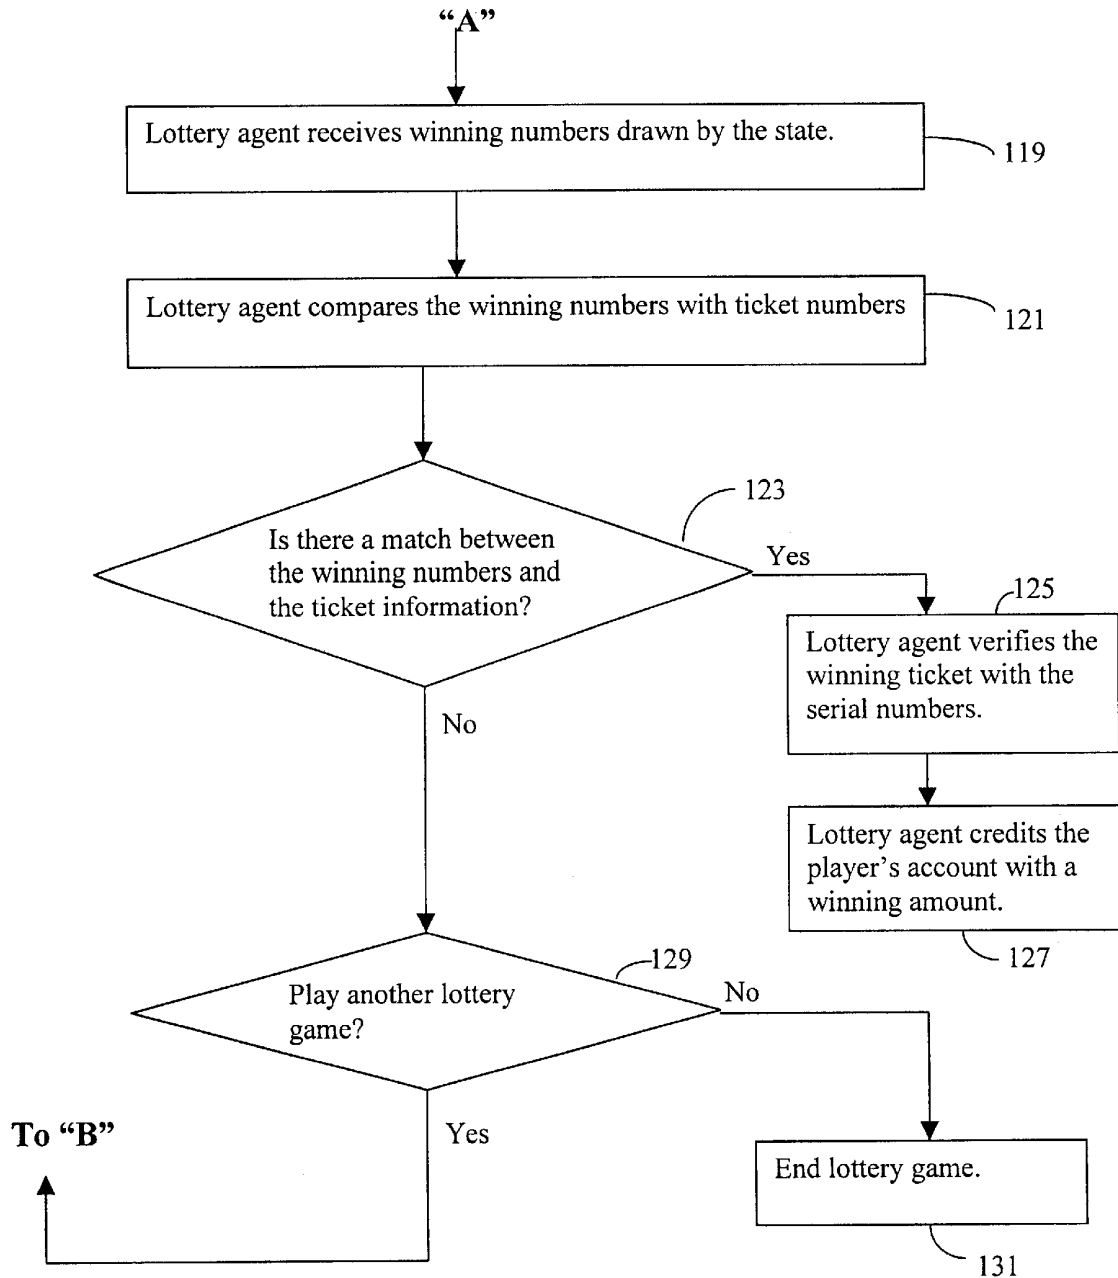 “A”
Lottery agent receives winning numbers drawn by the state.
119
Lottery agent compares the winning numbers with ticket numbers
121
123
Is there a match between
the winning numbers and
the ticket information?
Yes
125
Lottery agent verifies the
winning ticket with the
serial numbers.
No
Lottery agent credits the
player’s account with a
winning amount.
127
129
Play another lottery
game?
No
To “B”
Yes
End lottery game.
131